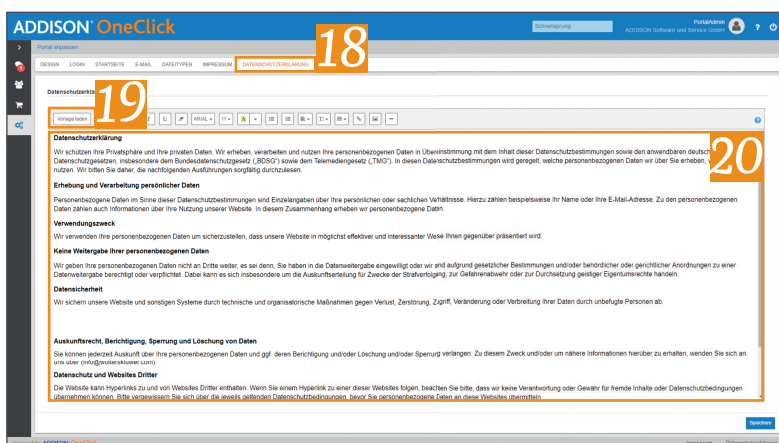 ADDISON® OneClick
Schnellsprung
PortalAdmin
ADDISON Software and Service GmbH
?
Portal anpassen
18
DESIGN LOGIN STARTSEITE E-MAIL DATEITYPEN IMPRESSUM DATENSCHUTZERKLÄRUNG
Datenschutzerklä
19
Vorlage laden
U ARIAL 11 A
20
Datenschutzerklärung
Wir schützen Ihre Privatsphäre und Ihre privaten Daten. Wir erheben, verarbeiten und nutzen Ihre personenbezogenen Daten in Übereinstimmung mit dem Inhalt dieser Datenschutzbestimmungen sowie den anwendbaren deutsch
Datenschutzgesetzen, insbesondere dem Bundesdatenschutzgesetz („BDSG“) sowie dem Telemediengesetz („TMG“). In diesen Datenschutzbestimmungen wird geregelt, welche personenbezogenen Daten wir über Sie erheben,
nutzen. Wir bitten Sie daher, die nachfolgenden Ausführungen sorgfältig durchzulesen.
Erhebung und Verarbeitung persönlicher Daten
Personenbezogene Daten im Sinne dieser Datenschutzbestimmungen sind Einzelangaben über Ihre persönlichen oder sachlichen Verhältnisse. Hierzu zählen beispielsweise Ihr Name oder Ihre E-Mail-Adresse. Zu den personenbezogenen
Daten zählen auch Informationen über Ihre Nutzung unserer Website. In diesem Zusammenhang erheben wir personenbezogene Daten.
Verwendungszweck
Wir verwenden Ihre personenbezogenen Daten um sicherzustellen, dass unsere Website in möglichst effektiver und interessanter Weise Ihnen gegenüber präsentiert wird.
Keine Weitergabe Ihrer personenbezogenen Daten
Wir geben Ihre personenbezogenen Daten nicht an Dritte weiter, es sei denn, Sie haben in die Datenweitergabe eingewilligt oder wir sind aufgrund gesetzlicher Bestimmungen und/oder behördlicher oder gerichtlicher Anordnungen zu einer
Datenweitergabe berechtigt oder verpflichtet. Dabei kann es sich insbesondere um die Auskunftserteilung für Zwecke der Strafverfolgung, zur Gefahrenabwehr oder zur Durchsetzung geistiger Eigentumsrechte handeln.
Datensicherheit
Wir sichern unsere Website und sonstigen Systeme durch technische und organisatorische Maßnahmen gegen Verlust, Zerstörung, Zugriff, Veränderung oder Verbreitung Ihrer Daten durch unbefugte Personen ab.
Auskunftsrecht, Berichtigung, Sperrung und Löschung von Daten
Sie können jederzeit Auskunft über Ihre personenbezogenen Daten und ggf. deren Berichtigung und/oder Löschung und/oder Sperrung verlangen. Zu diesem Zweck und/oder um nähere Informationen hierüber zu erhalten, wenden Sie sich an
uns über (info@wolterskluwer.com).
Datenschutz und Websites Dritter
Die Website kann Hyperlinks zu und von Websites Dritter enthalten. Wenn Sie einem Hyperlink zu einer dieser Websites folgen, beachten Sie bitte, dass wir keine Verantwortung oder Gewähr für fremde Inhalte oder Datenschutzbedingungen
übernehmen können. Bitte vergewissern Sie sich über die jeweils geltenden Datenschutzbedingungen, bevor Sie personenbezogene Daten an diese Websites übermitteln.
Speichern
powered by ADDISON OneClick Impressum Datenschutzerklärung